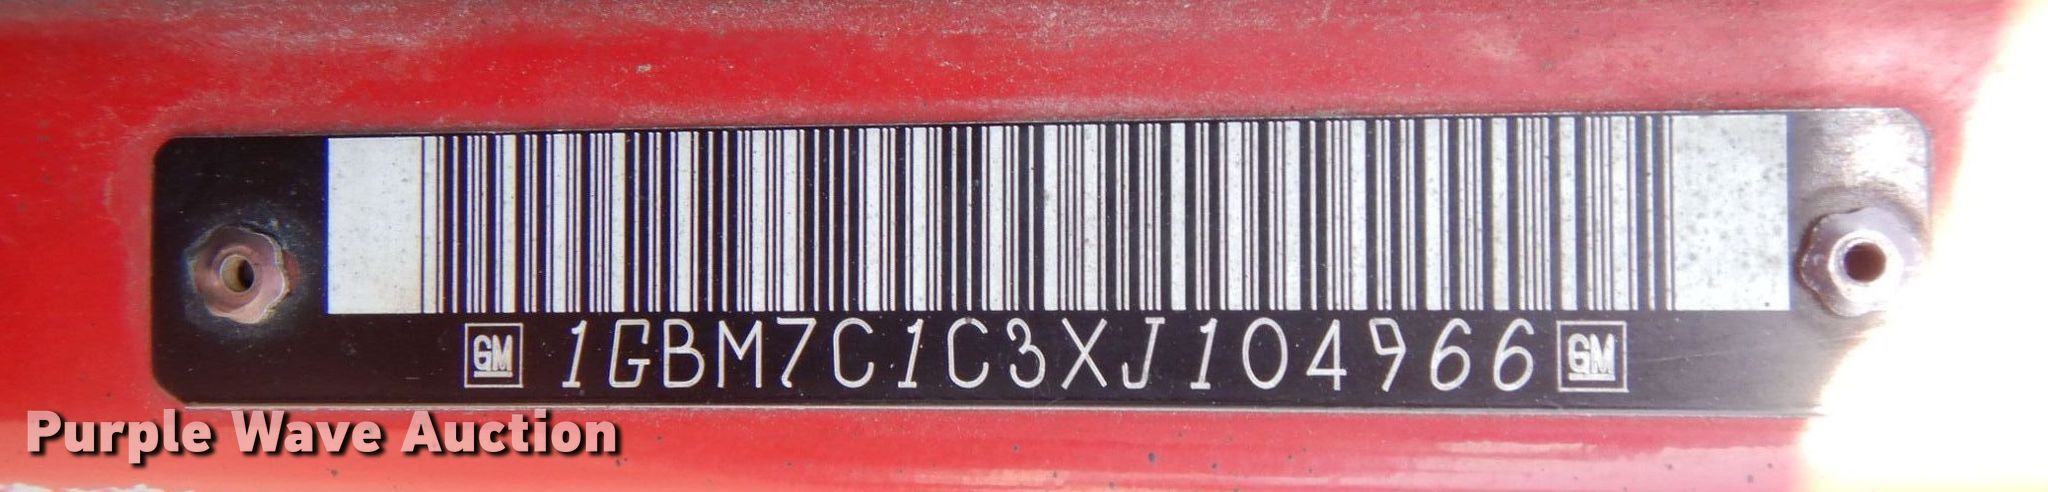 GM 1GBM7C1C3XJ104966 GM
Purple Wave Auction